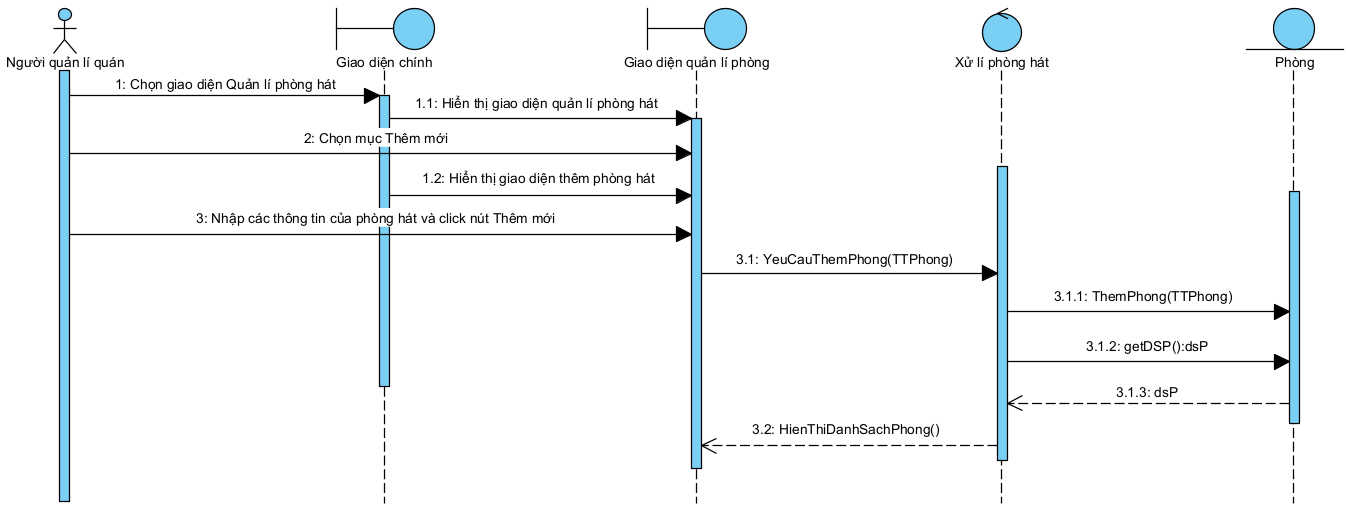 Người quản lí quán
Giao diện chính
Giao diện quản lí phòng
Xử lí phòng hát
Phòng
1: Chọn giao diện Quản lí phòng hát
1.1: Hiển thị giao diện quản lí phòng hát
2: Chọn mục Thêm mới
1.2: Hiển thị giao diện thêm phòng hát
3: Nhập các thông tin của phòng hát và click nút Thêm mới
3.1: YeuCauThemPhong(TTPhong)
3.1.1: ThemPhong(TTPhong)
3.1.2: getDSP():dsP
3.1.3: dsP
3.2: HienThiDanhSachPhong()